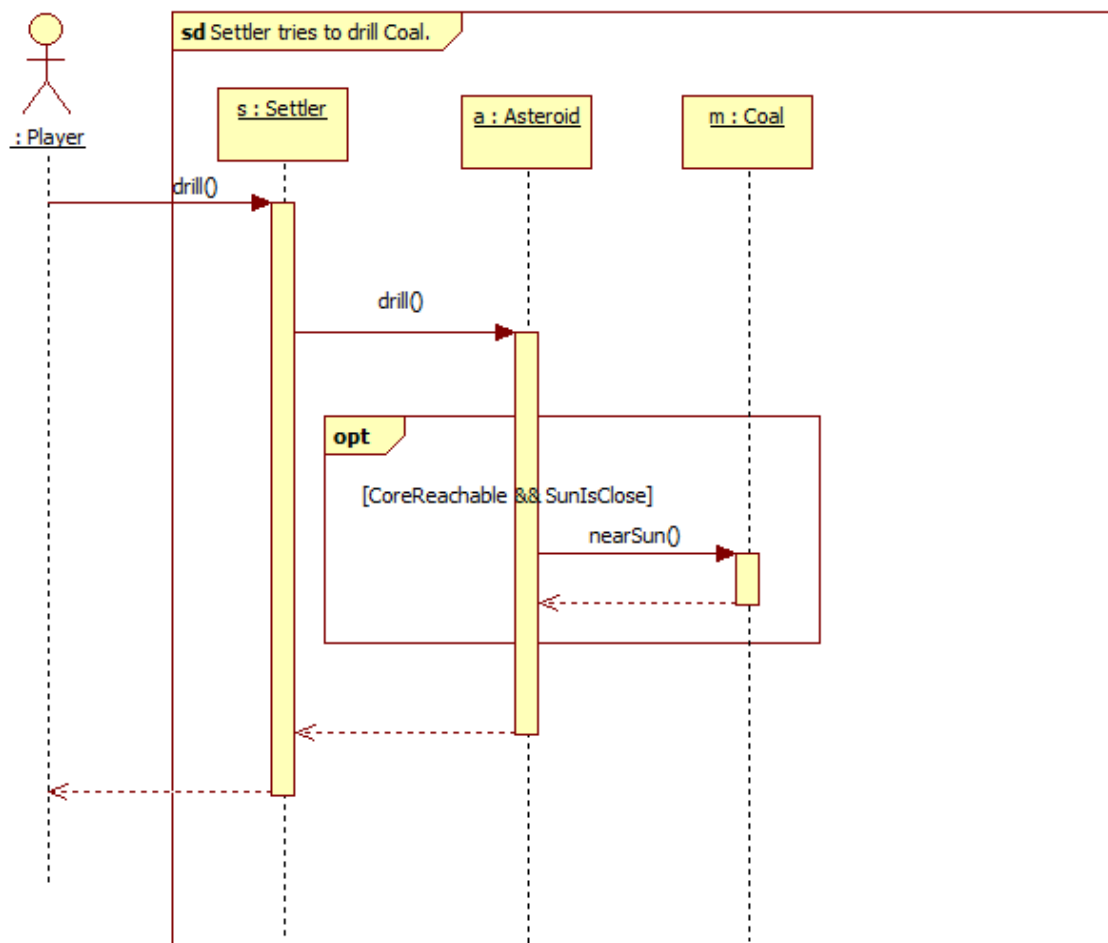 sd Settler tries to drill Coal.
s : Settler
a : Asteroid
m : Coal
: Player
drill()
drill()
opt
[CoreReachable && SunIsClose]
nearSun()